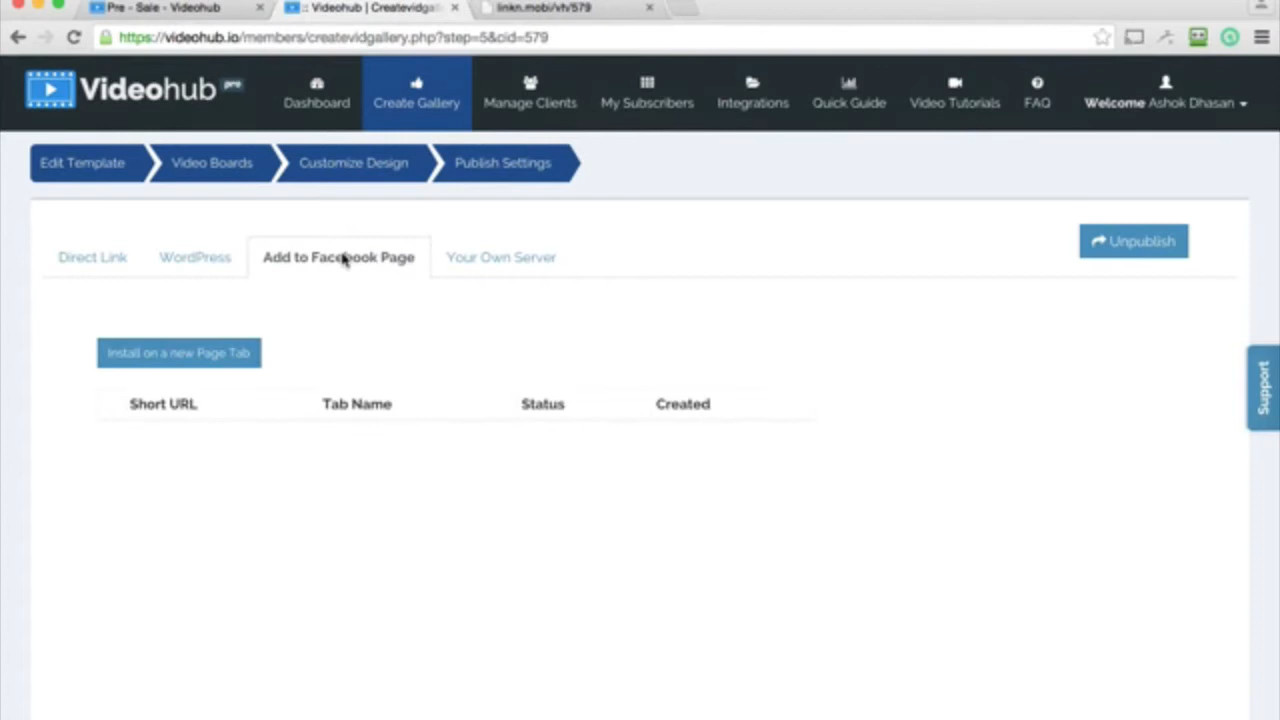 Pre - Sale - Videohub
:: Videohub | Createvidgal
linkn.mobi/vh/579
https://videohub.io/members/createvidgallery.php?step=5&cid=579
Videohub pro
Dashboard
Create Gallery
Manage Clients
My Subscribers
Integrations
Quick Guide
Video Tutorials
FAQ
Welcome Ashok Dhasan
Edit Template
Video Boards
Customize Design
Publish Settings
Direct Link
WordPress
Add to Facebook Page
Your Own Server
Unpublish
Install on a new Page Tab
Short URL
Tab Name
Status
Created
Support